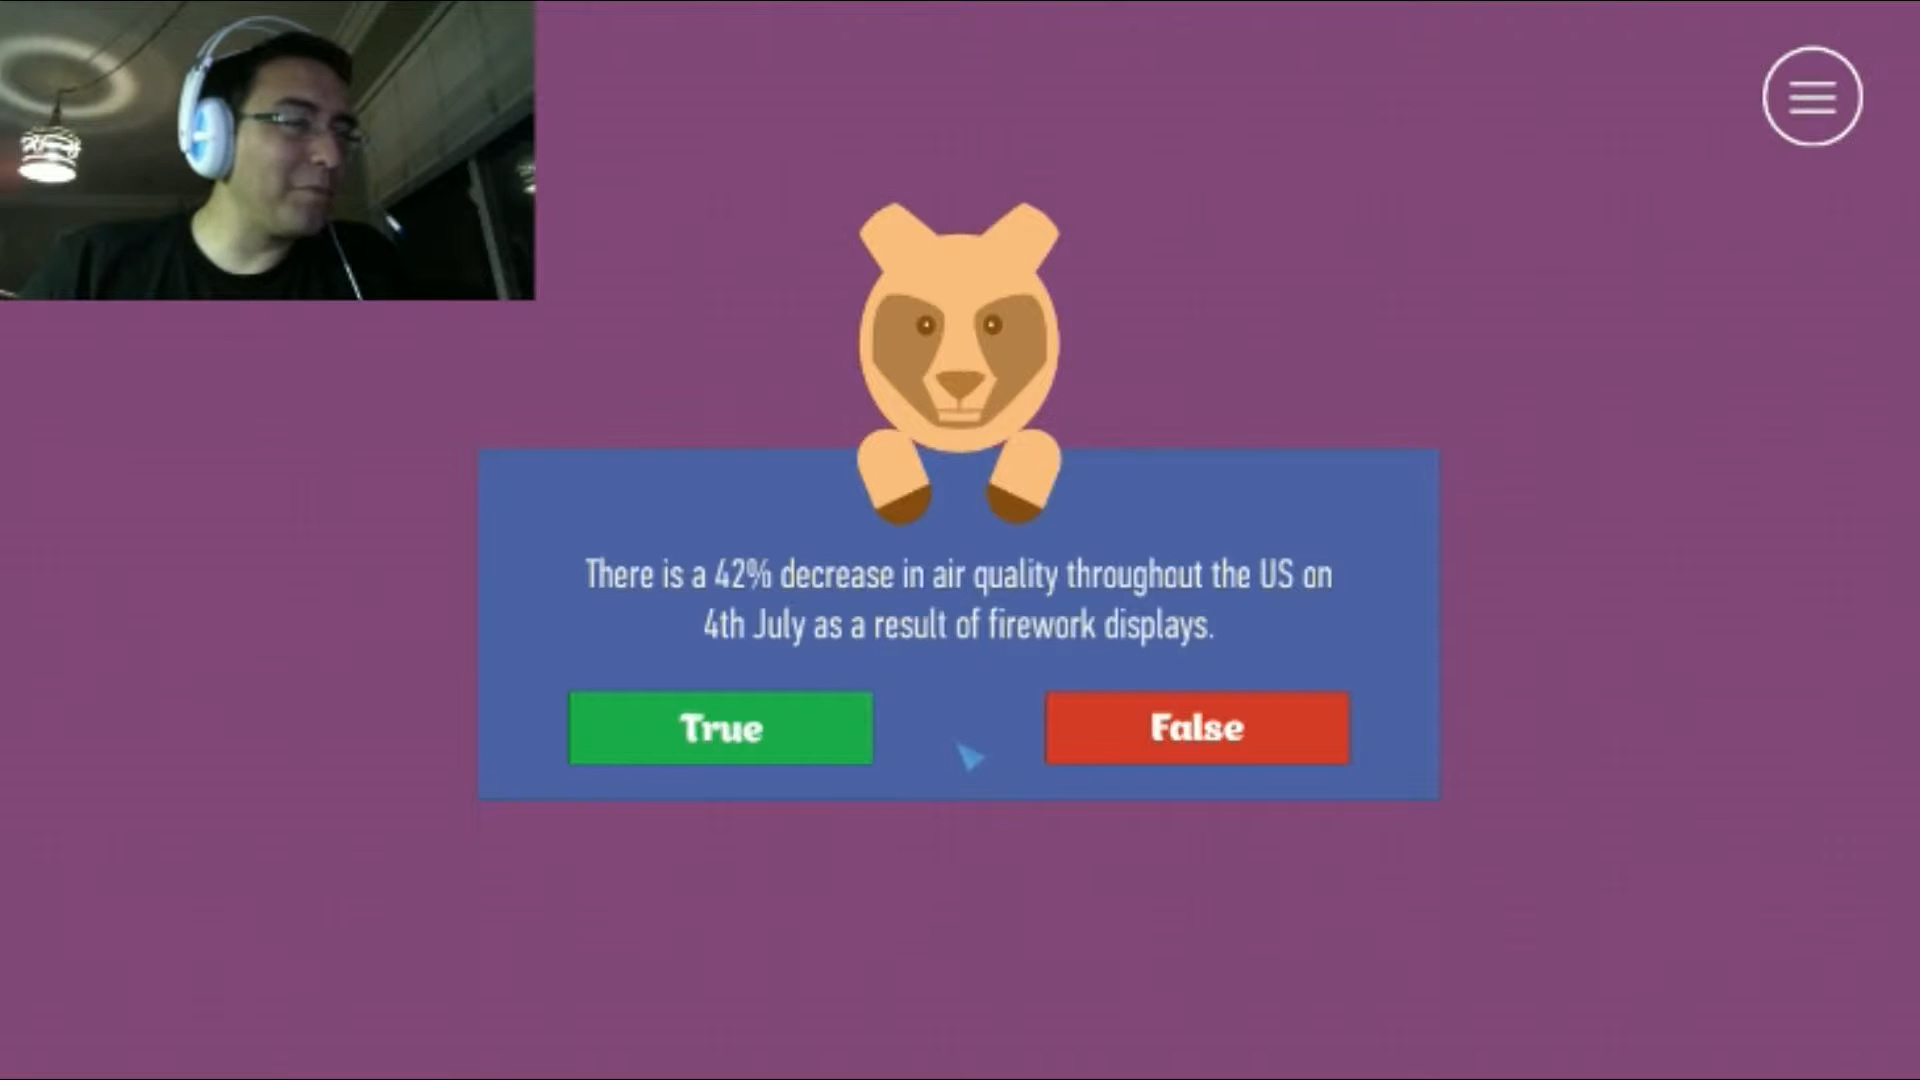 There is a 42% decrease in air quality throughout the US on
4th July as a result of firework displays.
True
False